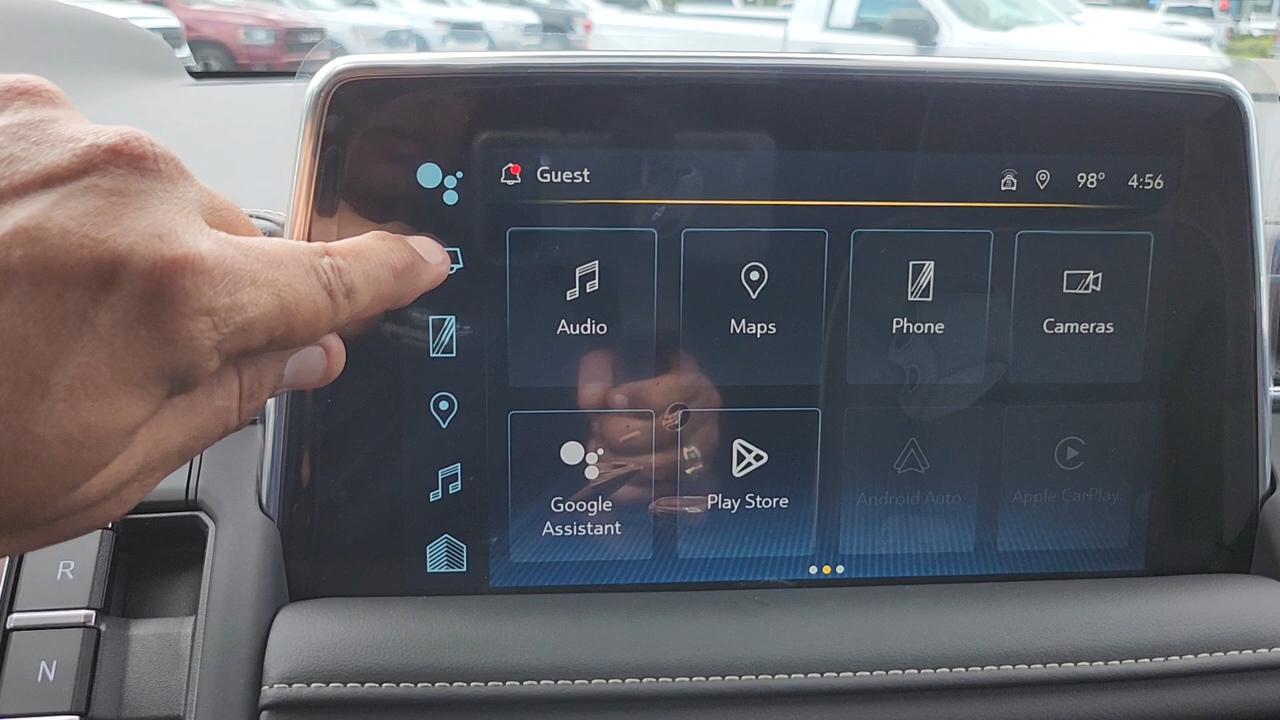 Guest
98° 4:56
Audio
Maps
Phone
Cameras
Google
Assistant
Play Store
Android Auto
Apple CarPlay
R
N